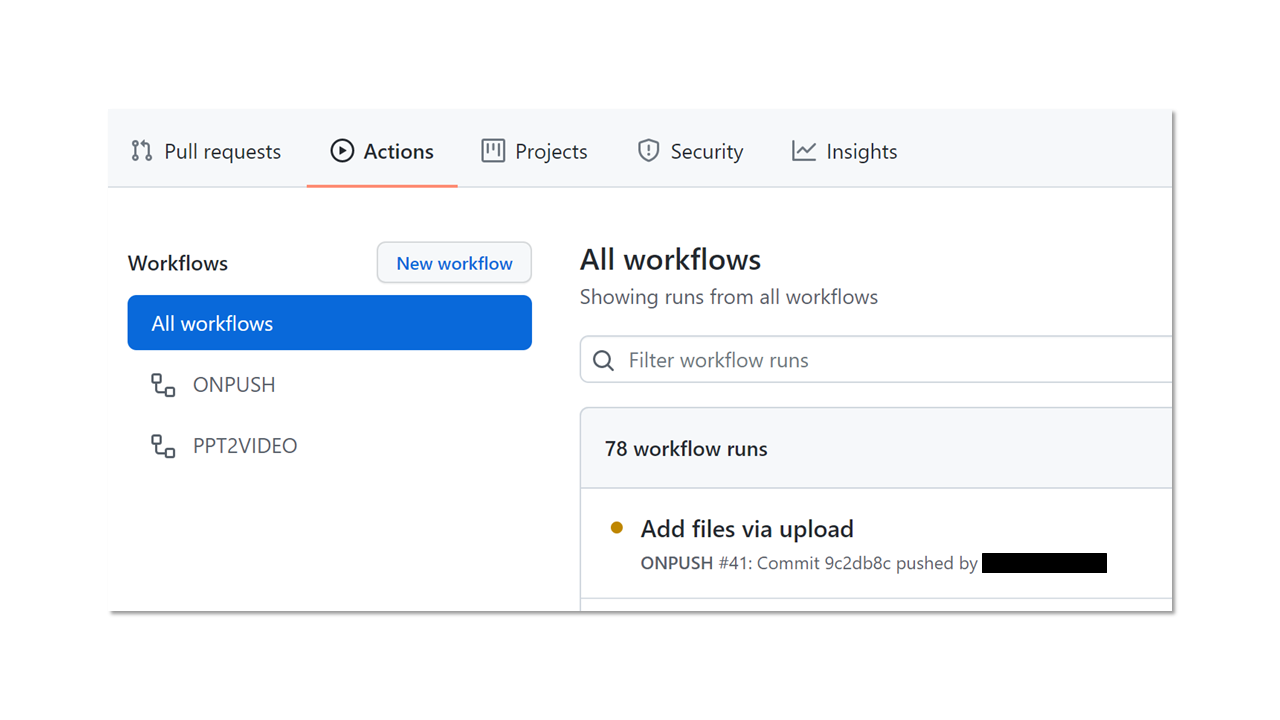 Pull requests Actions Projects Security Insights
Workflows
New workflow
All workflows
ONPUSH
PPT2VIDEO
All workflows
Showing runs from all workflows
Filter workflow runs
78 workflow runs
Add files via upload
ONPUSH #41: Commit 9c2db8c pushed by